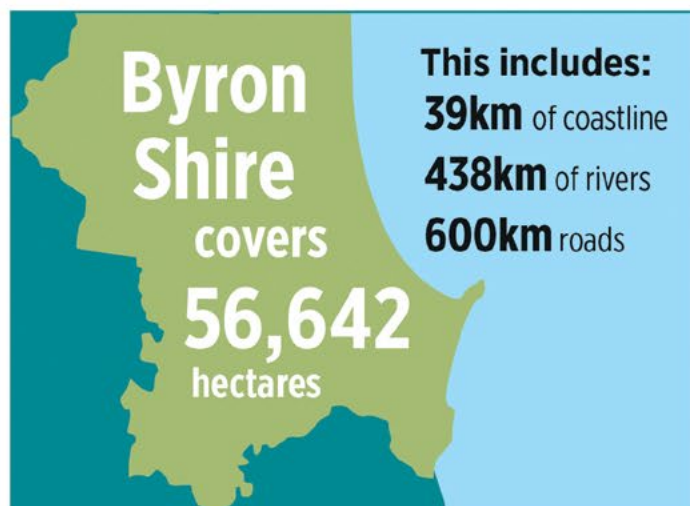 Byron
Shire
covers
56,642
hectares
This includes:
39km of coastline
438km of rivers
600km roads